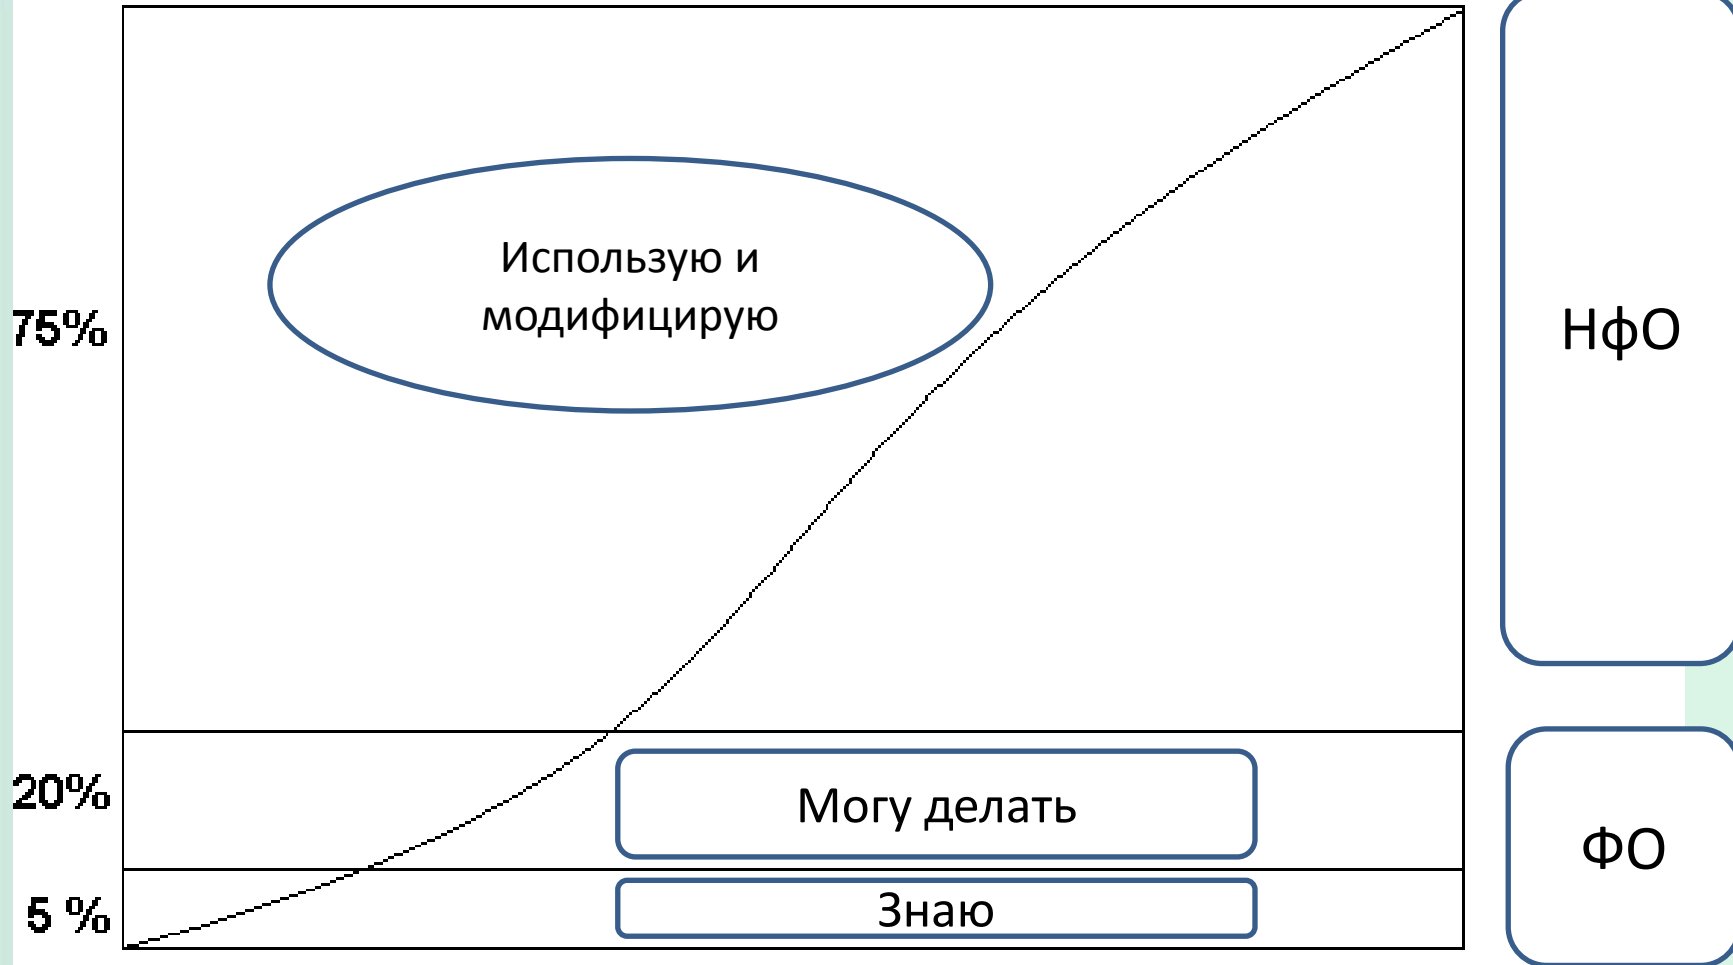 Использую и
модифицирую
75%
НфО
20%
Могу делать
ФО
5 %
Знаю